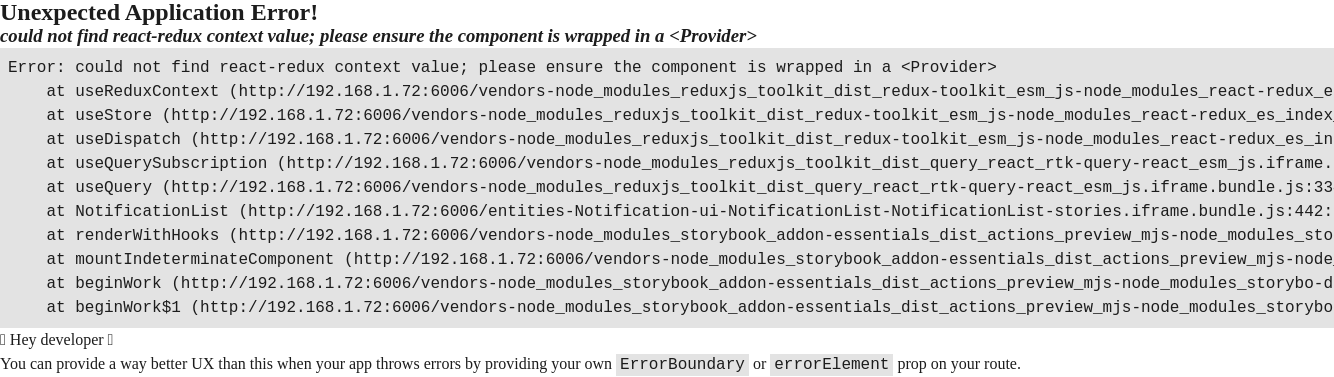 Unexpected Application Error!
could not find react-redux context value; please ensure the component is wrapped in a <Provider>
Error: could not find react-redux context value; please ensure the component is wrapped in a <Provider>
at useReduxContext (http://192.168.1.72:6006/vendors-node_modules_reduxjs_toolkit_dist_redux-toolkit_esm_js-node_modules_react-redux_e
at useStore (http://192.168.1.72:6006/vendors-node_modules_reduxjs_toolkit_dist_redux-toolkit_esm_js-node_modules_react-redux_es_index_
at useDispatch (http://192.168.1.72:6006/vendors-node_modules_reduxjs_toolkit_dist_redux-toolkit_esm_js-node_modules_react-redux_es_in
at useQuerySubscription (http://192.168.1.72:6006/vendors-node_modules_reduxjs_toolkit_dist_query_react_rtk-query-react_esm_js.iframe.
at useQuery (http://192.168.1.72:6006/vendors-node_modules_reduxjs_toolkit_dist_query_react_rtk-query-react_esm_js.iframe.bundle.js:33
at NotificationList (http://192.168.1.72:6006/entities-Notification-ui-NotificationList-NotificationList-stories.iframe.bundle.js:442:
at renderWithHooks (http://192.168.1.72:6006/vendors-node_modules_storybook_addon-essentials_dist_actions_preview_mjs-node_modules_sto
at mountIndeterminateComponent (http://192.168.1.72:6006/vendors-node_modules_storybook_addon-essentials_dist_actions_preview_mjs-node_
at beginWork (http://192.168.1.72:6006/vendors-node_modules_storybook_addon-essentials_dist_actions_preview_mjs-node_modules_storybo-d
at beginWork$1 (http://192.168.1.72:6006/vendors-node_modules_storybook_addon-essentials_dist_actions_preview_mjs-node_modules_storybo
Hey developer
You can provide a way better UX than this when your app throws errors by providing your own ErrorBoundary or errorElement prop on your route.